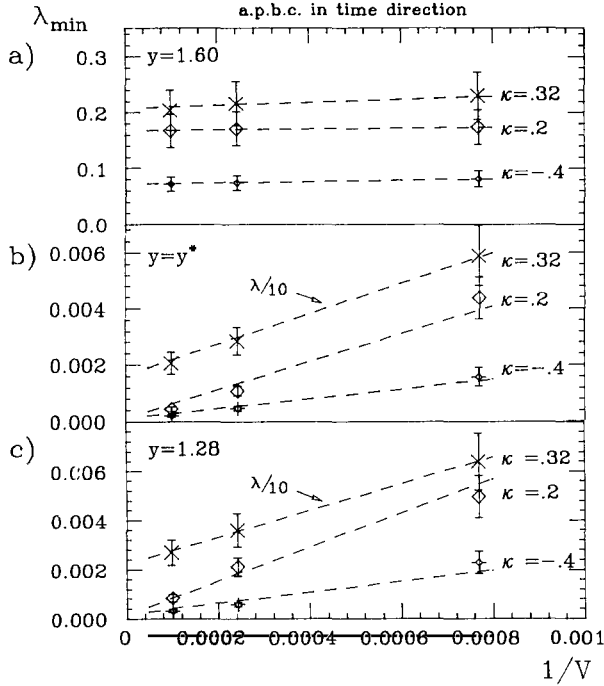 λmin a.p.b.c. in time direction
a)
y=1.60
0.3
0.2
0.1
0.0
κ=.32
κ=.2
κ=-.4
b)
y=y*
0.006
0.004
0.002
0.000
λ/10
κ=.32
κ=.2
κ=-.4
c)
y=1.28
0.006
0.004
0.002
0.000
λ/10
κ =.32
κ =.2
κ=-.4
0 0.0002 0.0004 0.0006 0.0008 0.001
1/V